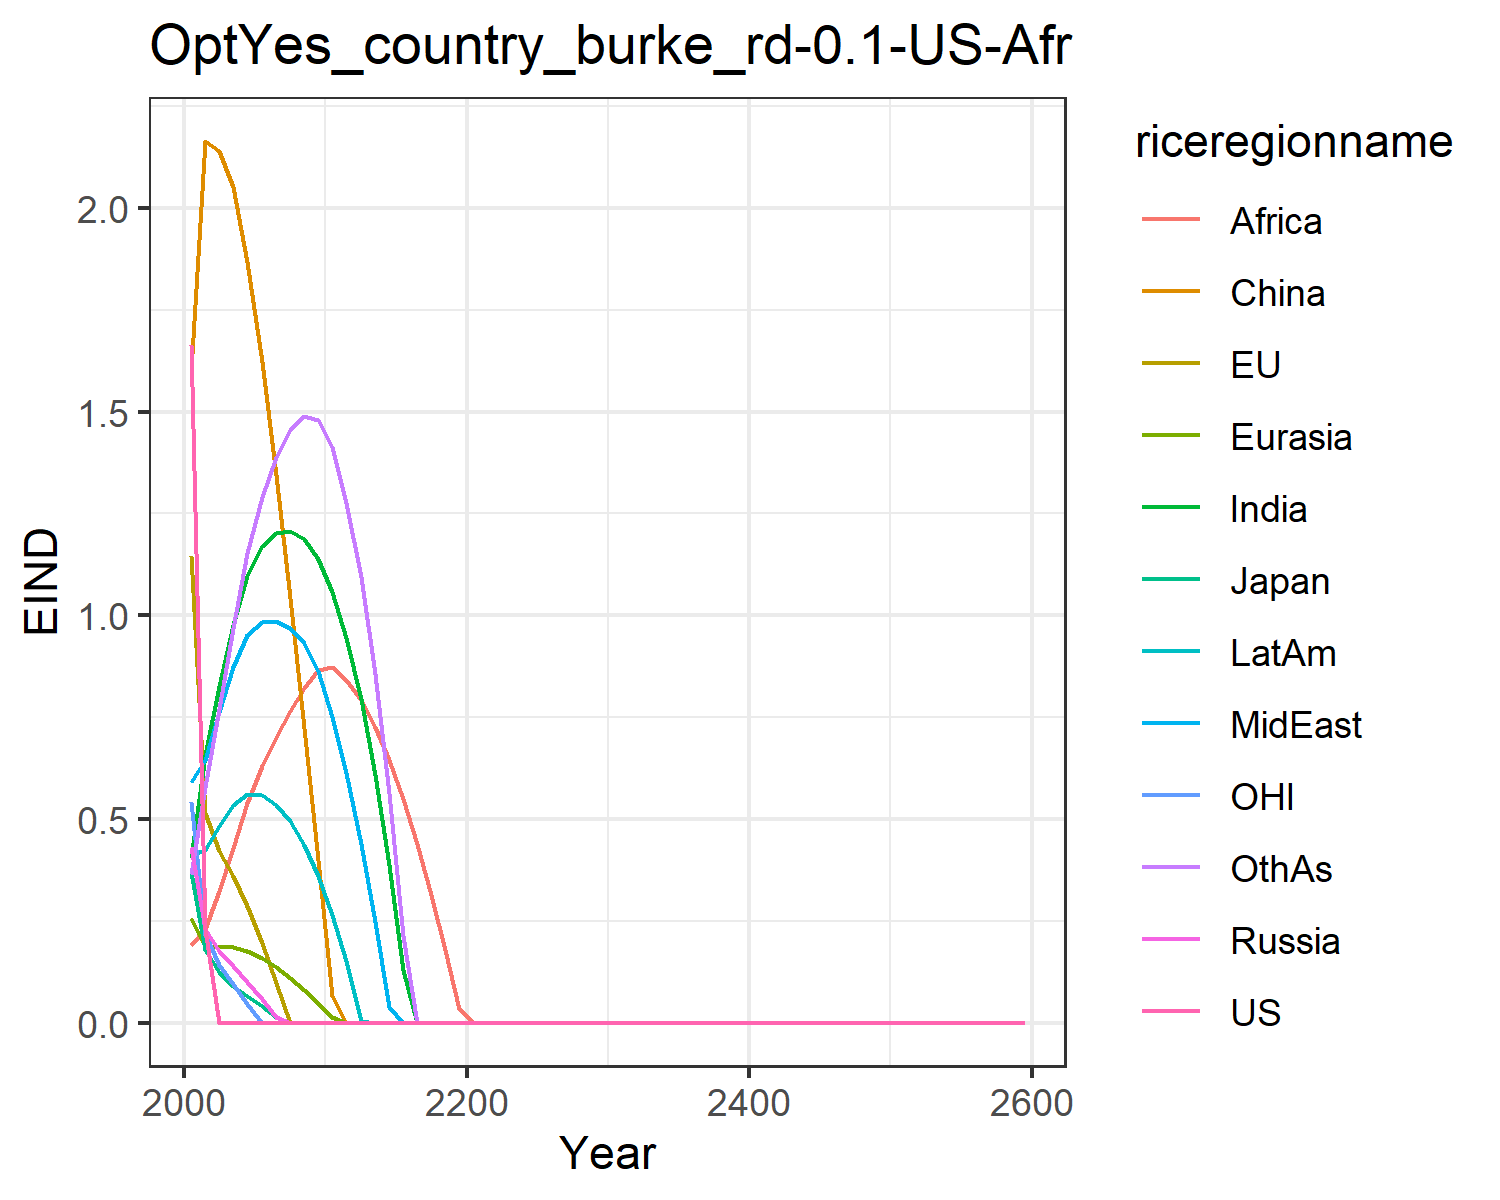 OptYes_country_burke_rd-0.1-US-Afr
2.0
1.5
1.0
0.5
0.0
EIND
2000
2200
2400
2600
Year
riceregionname
Africa
China
EU
Eurasia
India
Japan
LatAm
MidEast
OHI
OthAs
Russia
US